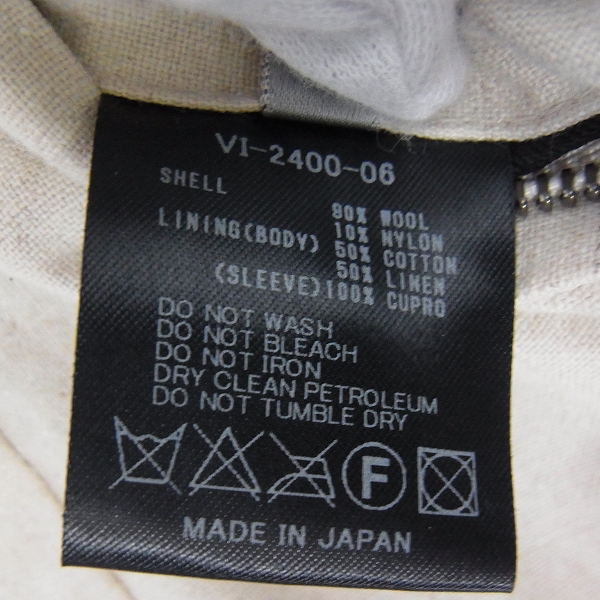 VI-2400-06
SHELL 90% WOOL
10% NYLON
LINING(BODY) 50% COTTON
50% LINEN
(SLEEVE)100% CUPRO
DO NOT WASH
DO NOT BLEACH
DO NOT IRON
DRY CLEAN PETROLEUM
DO NOT TUMBLE DRY
F
MADE IN JAPAN